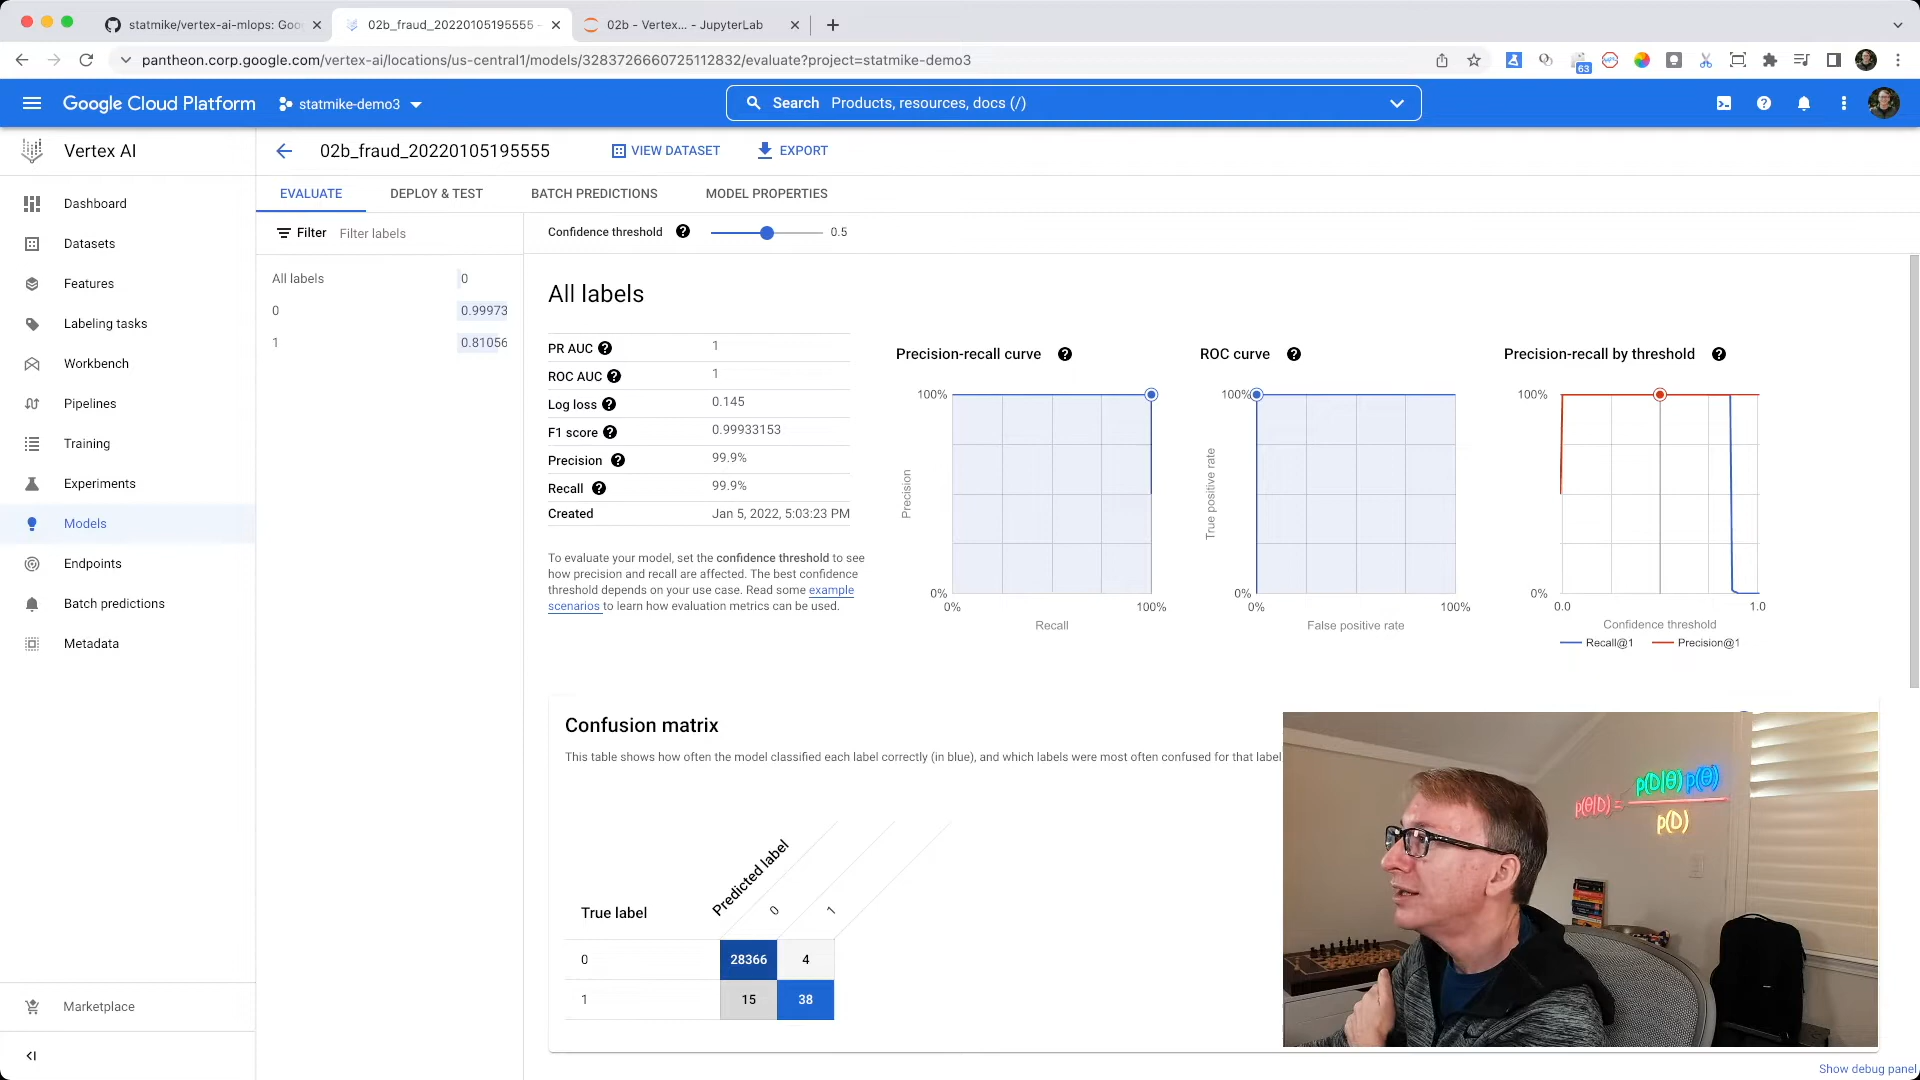 statmike/vertex-ai-mlops: Goo
02b_fraud_20220105195555 -
02b - Vertex... - JupyterLab
pantheon.corp.google.com/vertex-ai/locations/us-central1/models/3283726660725112832/evaluate?project=statmike-demo3
63
Google Cloud Platform
statmike-demo3
Search Products, resources, docs (/)
Vertex AI
02b_fraud_20220105195555
VIEW DATASET
EXPORT
EVALUATE
DEPLOY & TEST
BATCH PREDICTIONS
MODEL PROPERTIES
Dashboard
Datasets
Features
Labeling tasks
Workbench
Pipelines
Training
Experiments
Models
Endpoints
Batch predictions
Metadata
Marketplace
Filter Filter labels
All labels 0
0 0.99973
1 0.81056
Confidence threshold 0.5
All labels
PR AUC 1
ROC AUC 1
Log loss 0.145
F1 score 0.99933153
Precision 99.9%
Recall 99.9%
Created Jan 5, 2022, 5:03:23 PM
To evaluate your model, set the confidence threshold to see
how precision and recall are affected. The best confidence
threshold depends on your use case. Read some example
scenarios to learn how evaluation metrics can be used.
Precision-recall curve
100%
Precision
0%
0% 100%
Recall
ROC curve
100%
True positive rate
0%
0% 100%
False positive rate
Precision-recall by threshold
100%
0%
0.0 1.0
Confidence threshold
Recall@1 Precision@1
Confusion matrix
This table shows how often the model classified each label correctly (in blue), and which labels were most often confused for that label
Predicted label
True label 0 1
0 28366 4
1 15 38
p(θ|D) = p(D|θ) p(θ)
p(D)
Show debug panel